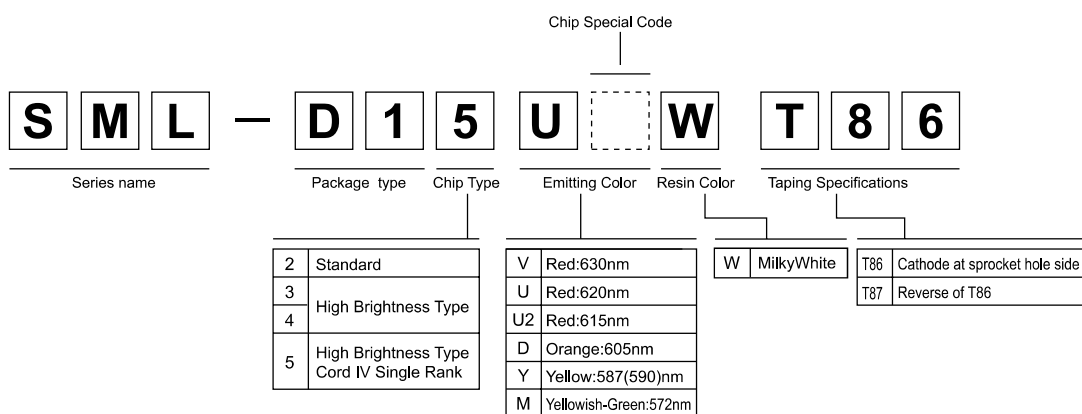 Chip Special Code
S M L — D 1 5 U W T 8 6
Series name Package type Chip Type Emitting Color Resin Color Taping Specifications
2 Standard
3
4
High Brightness Type
5 High Brightness Type
Cord IV Single Rank
V Red:630nm
U Red:620nm
U2 Red:615nm
D Orange:605nm
Y Yellow:587(590)nm
M Yellowish-Green:572nm
W MilkyWhite
T86 Cathode at sprocket hole side
T87 Reverse of T86